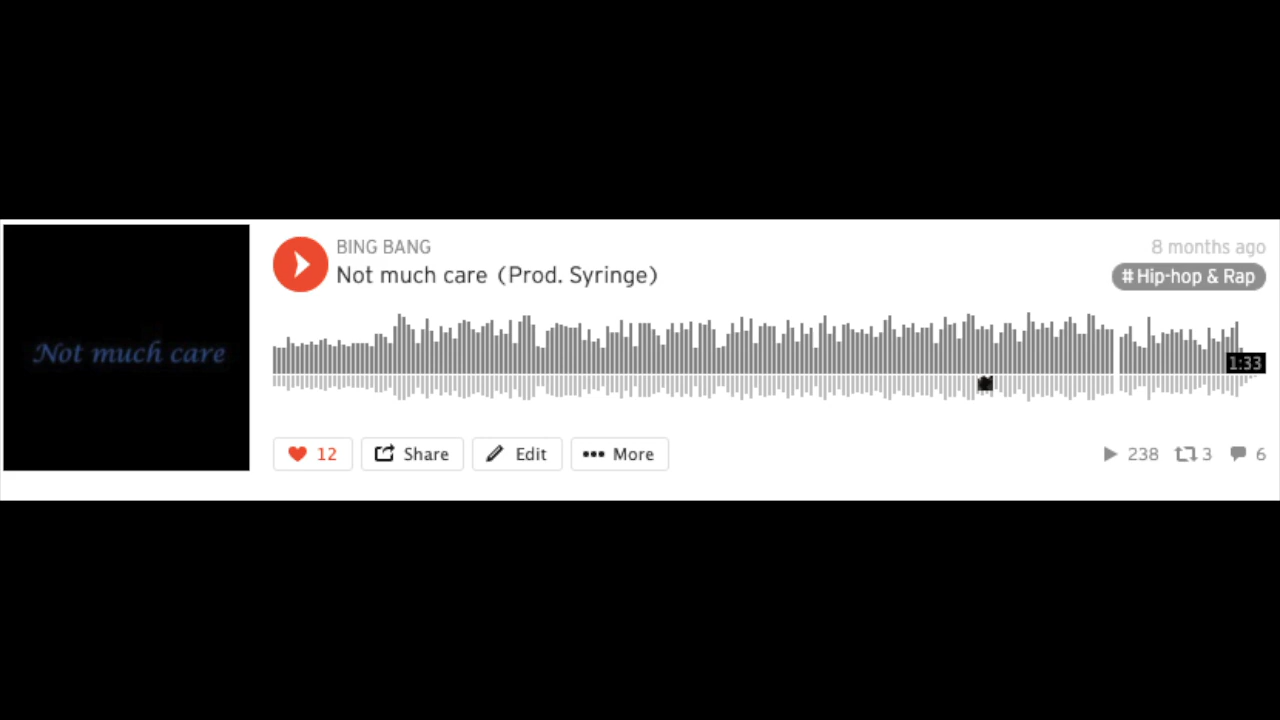 Not much care
BING BANG
Not much care (Prod. Syringe)
8 months ago
# Hip-hop & Rap
1:33
12
Share
Edit
More
238
3
6